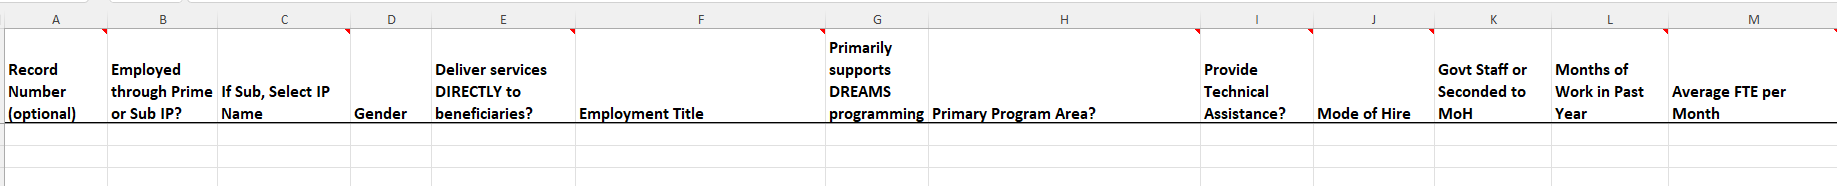 A B C D E F G H I J K L M
Record Number (optional)
Employed through Prime or Sub IP?
If Sub, Select IP Name
Gender
Deliver services DIRECTLY to beneficiaries?
Employment Title
Primarily supports DREAMS programming
Primary Program Area?
Provide Technical Assistance?
Mode of Hire
Govt Staff or Seconded to MoH
Months of Work in Past Year
Average FTE per Month